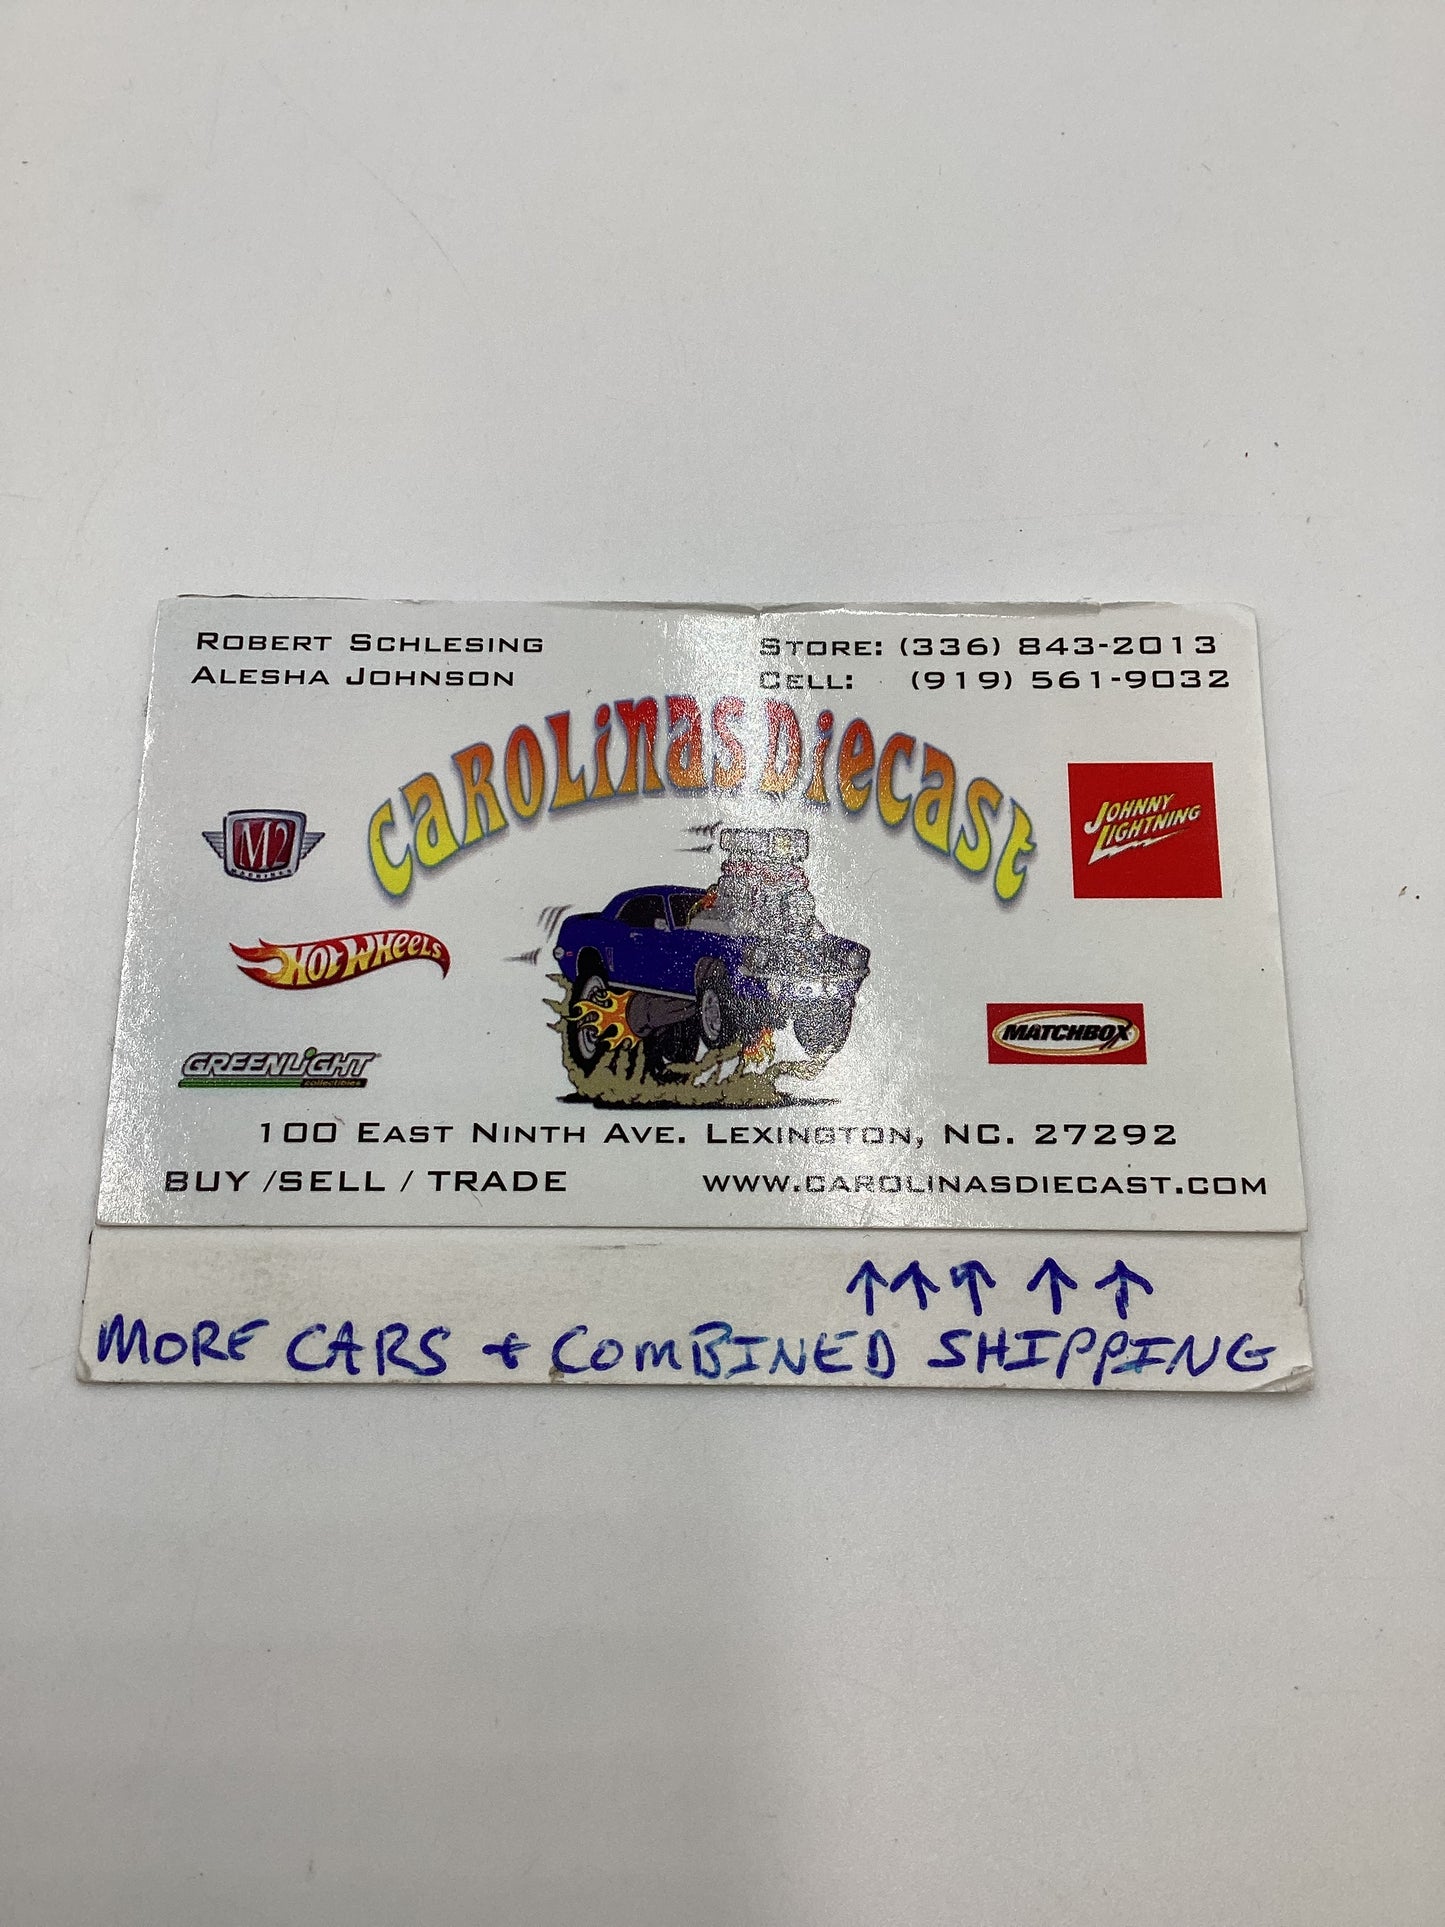 ROBERT SCHLESING
ALESHA JOHNSON
STORE: (336) 843-2013
CELL: (919) 561-9032
CAROLINAS DIECAST
M2
MACHINES
JOHNNY
LIGHTNING
HOT WHEELS
MATCHBOX
GREENLIGHT
collectibles
100 EAST NINTH AVE. LEXINGTON, NC. 27292
BUY /SELL / TRADE
WWW.CAROLINASDIECAST.COM
↑↑↑↑↑
MORE CARS + COMBINED SHIPPING